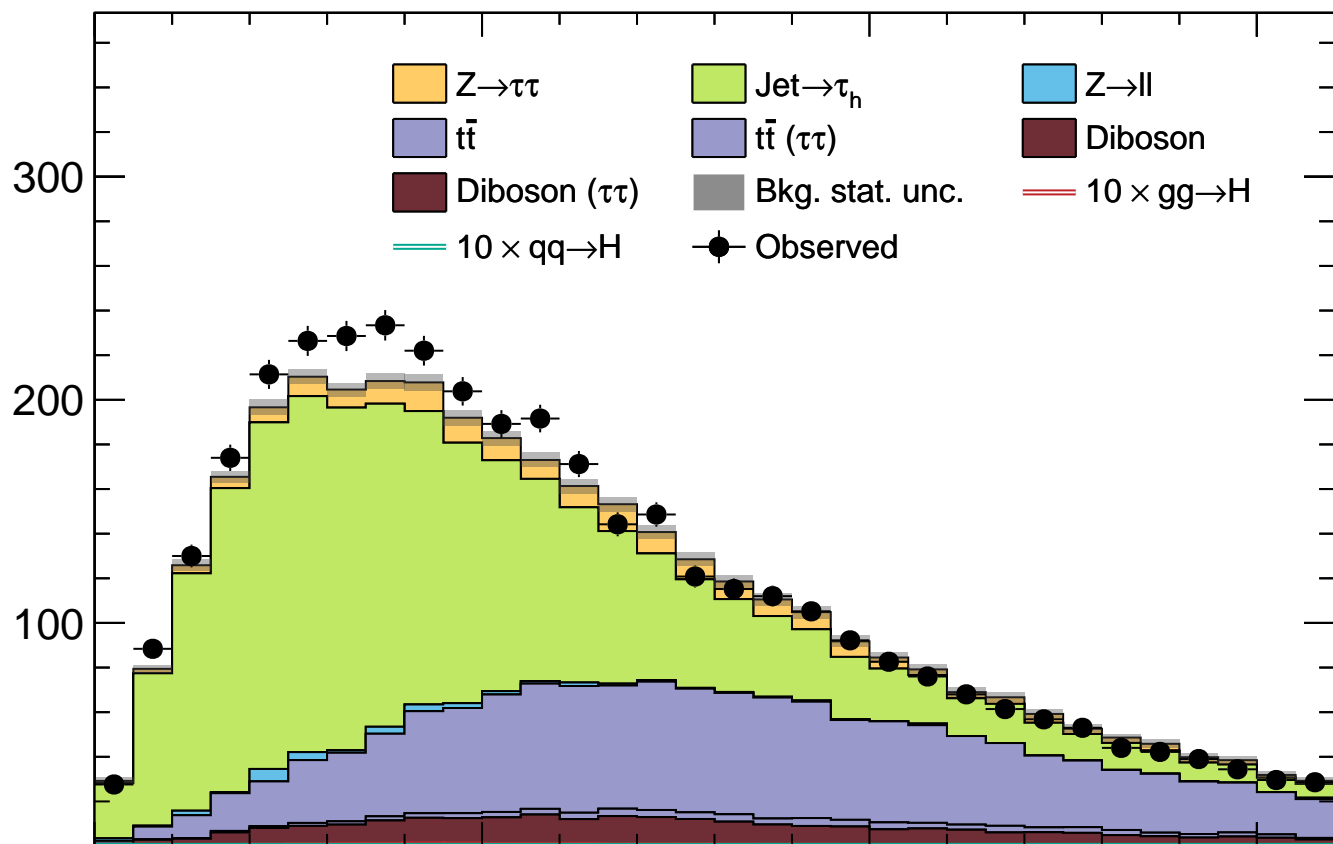 Z→ττ Jet→τh Z→ll
tt̄ tt̄ (ττ) Diboson
300
Diboson (ττ) Bkg. stat. unc. 10 × gg→H
10 × qq→H Observed
200
100